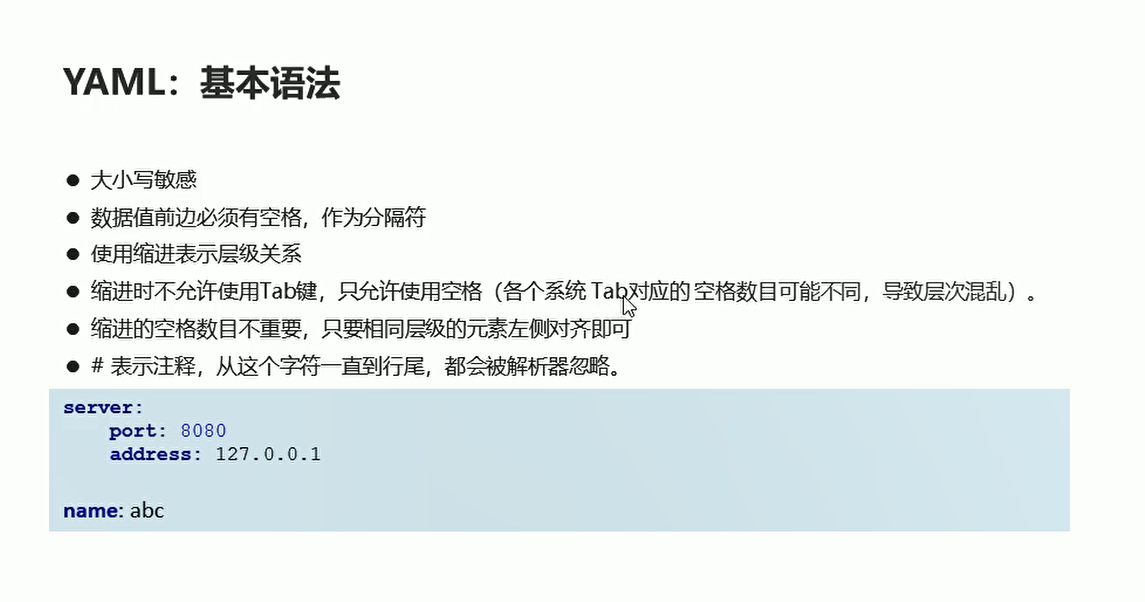 YAML：基本语法
● 大小写敏感
● 数据值前边必须有空格，作为分隔符
● 使用缩进表示层级关系
● 缩进时不允许使用Tab键，只允许使用空格（各个系统 Tab对应的 空格数目可能不同，导致层次混乱）。
● 缩进的空格数目不重要，只要相同层级的元素左侧对齐即可
● # 表示注释，从这个字符一直到行尾，都会被解析器忽略。
server:
    port: 8080
    address: 127.0.0.1
name: abc